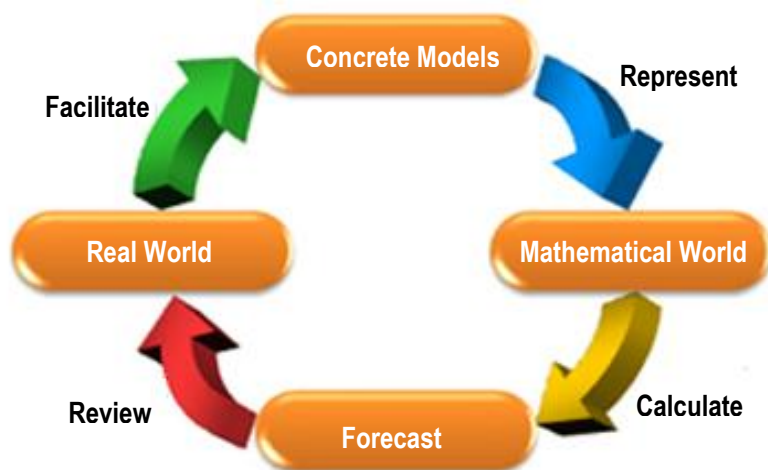 Concrete Models
Facilitate
Represent
Real World
Mathematical World
Review
Calculate
Forecast